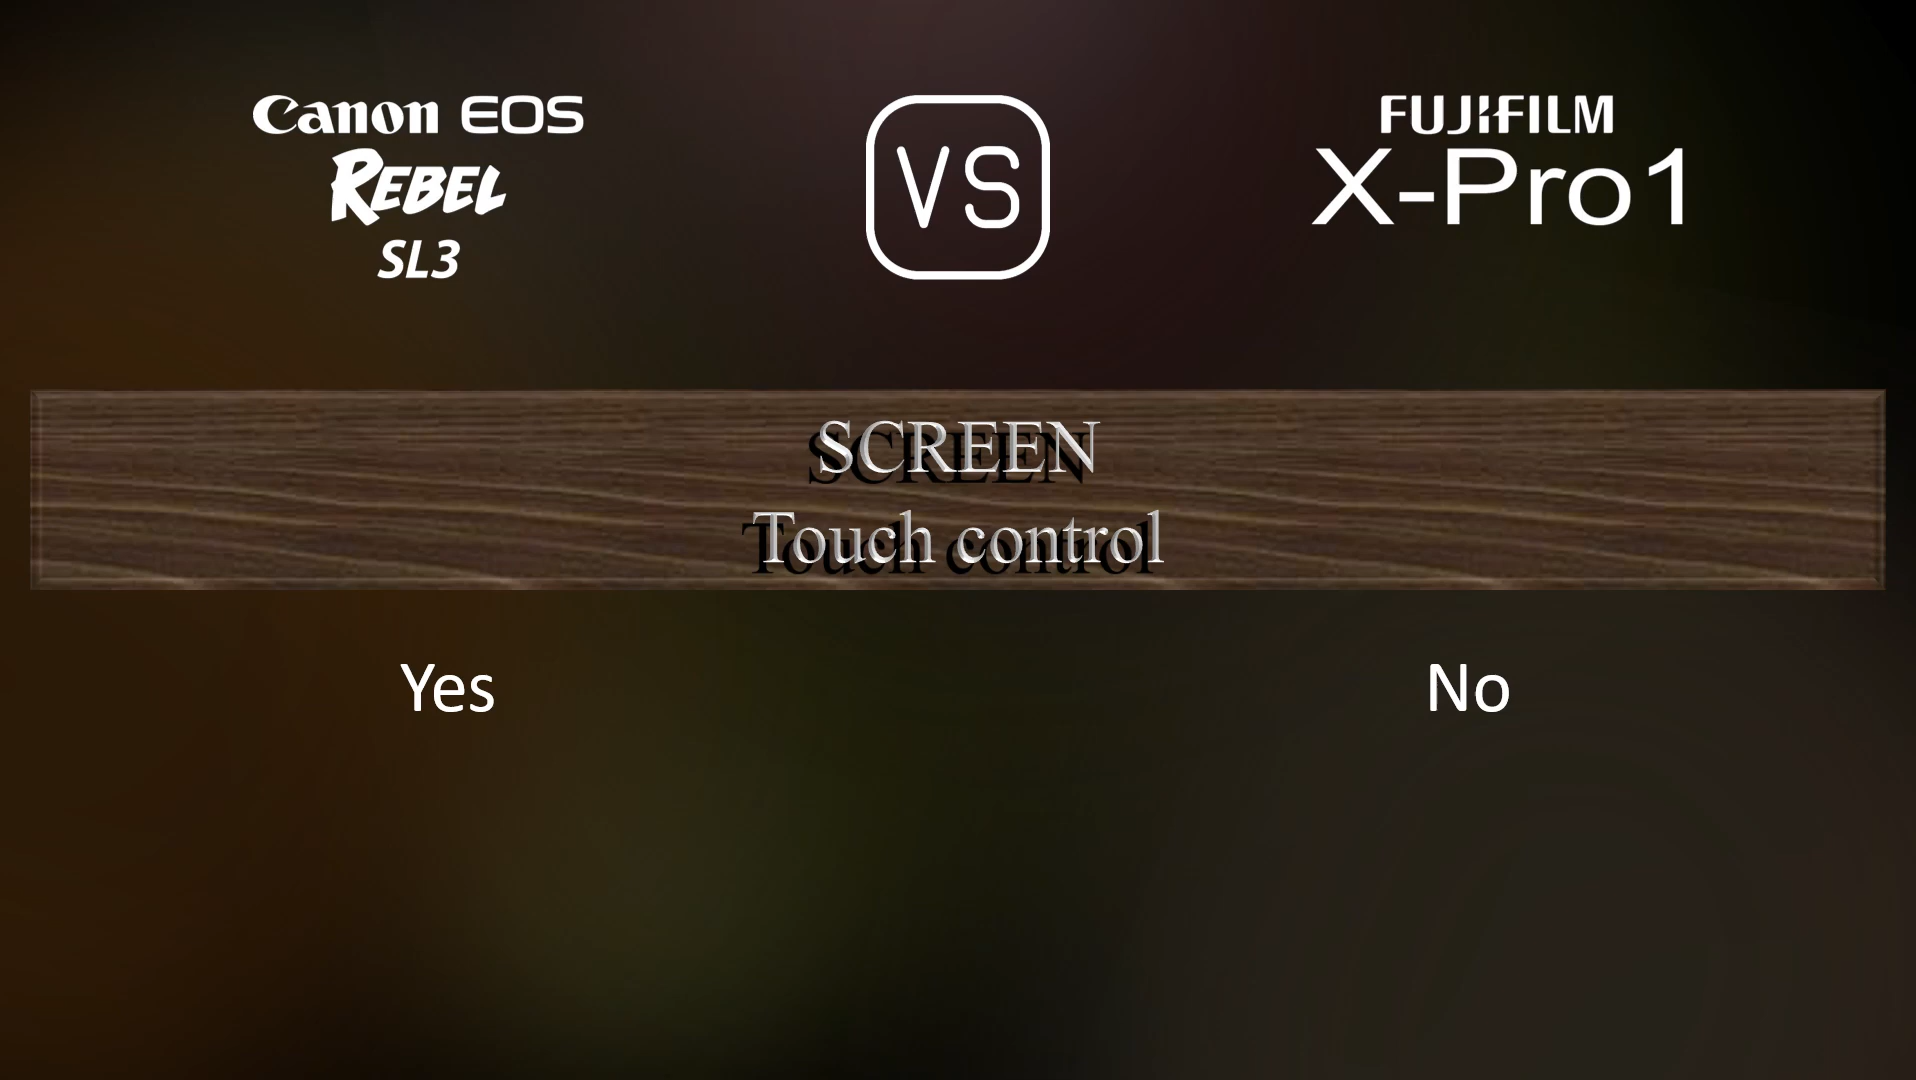 Canon EOS
REBEL
SL3
VS
FUJIFILM
X-Pro1
SCREEN
Touch control
Yes
No